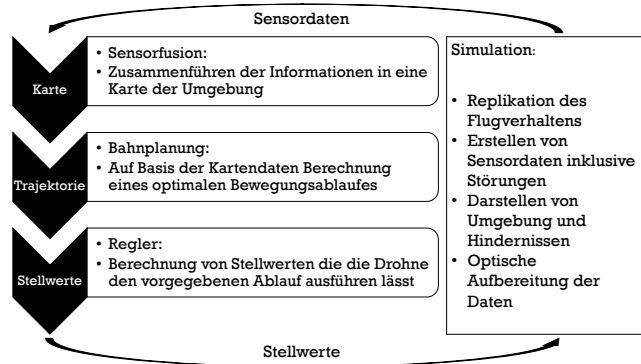 Sensordaten
Karte
• Sensorfusion:
• Zusammenführen der Informationen in eine
Karte der Umgebung
Trajektorie
• Bahnplanung:
• Auf Basis der Kartendaten Berechnung
eines optimalen Bewegungsablaufes
Stellwerte
• Regler:
• Berechnung von Stellwerten die die Drohne
den vorgegebenen Ablauf ausführen lässt
Simulation:
• Replikation des
Flugverhaltens
• Erstellen von
Sensordaten inklusive
Störungen
• Darstellen von
Umgebung und
Hindernissen
• Optische
Aufbereitung der
Daten
Stellwerte